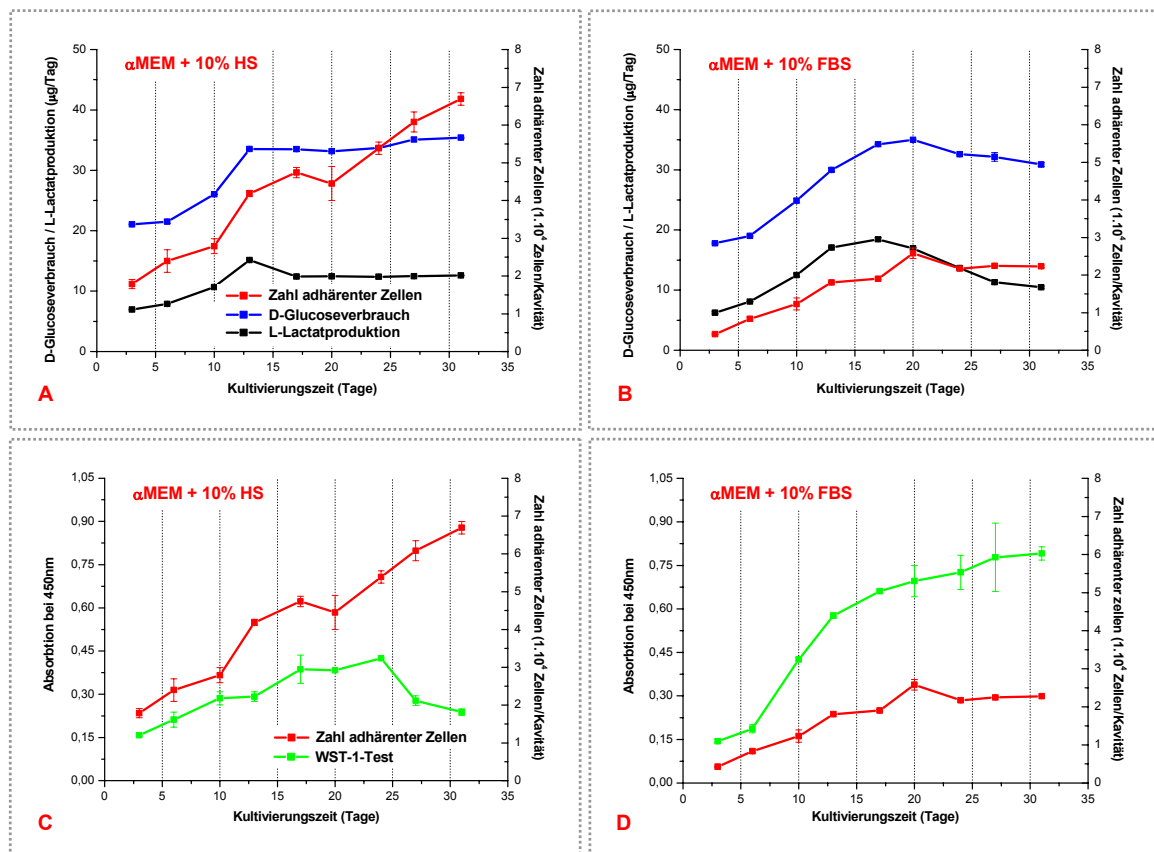 αMEM + 10% HS
D-Glucoseverbrauch / L-Lactatproduktion (µg/Tag)
50
40
30
20
10
0
Zahl adhärenter Zellen (1.10⁴ Zellen/Kavität)
8
7
6
5
4
3
2
1
0
Zahl adhärenter Zellen
D-Glucoseverbrauch
L-Lactatproduktion
0 5 10 15 20 25 30 35
Kultivierungszeit (Tage)
A
αMEM + 10% FBS
D-Glucoseverbrauch / L-Lactatproduktion (µg/Tag)
50
40
30
20
10
0
Zahl adhärenter Zellen (1.10⁴ Zellen/Kavität)
8
7
6
5
4
3
2
1
0
0 5 10 15 20 25 30 35
Kultivierungszeit (Tage)
B
αMEM + 10% HS
Absorbtion bei 450nm
1,05
0,90
0,75
0,60
0,45
0,30
0,15
0,00
Zahl adhärenter Zellen (1.10⁴ Zellen/Kavität)
8
7
6
5
4
3
2
1
0
Zahl adhärenter Zellen
WST-1-Test
0 5 10 15 20 25 30 35
Kultivierungszeit (Tage)
C
αMEM + 10% FBS
Absorbtion bei 450nm
1,05
0,90
0,75
0,60
0,45
0,30
0,15
0,00
Zahl adhärenter zellen (1.10⁴ Zellen/Kavität)
8
7
6
5
4
3
2
1
0
0 5 10 15 20 25 30 35
Kultivierungszeit (Tage)
D